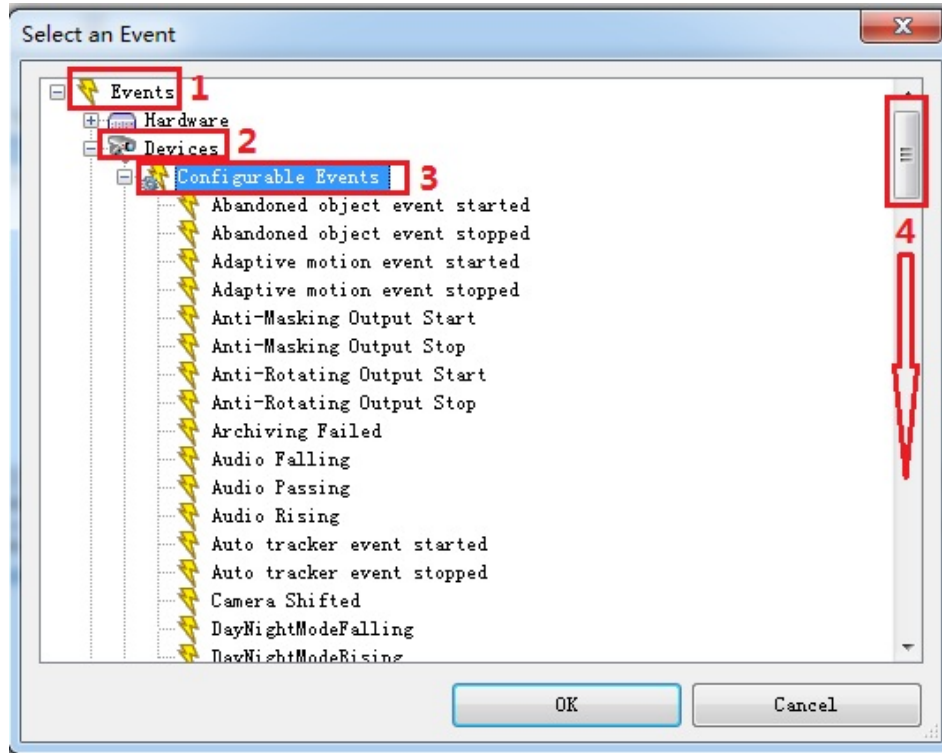 Select an Event
Events 1
Hardware
Devices 2
Configurable Events 3
Abandoned object event started
Abandoned object event stopped
4
Adaptive motion event started
Adaptive motion event stopped
Anti-Masking Output Start
Anti-Masking Output Stop
Anti-Rotating Output Start
Anti-Rotating Output Stop
Archiving Failed
Audio Falling
Audio Passing
Audio Rising
Auto tracker event started
Auto tracker event stopped
Camera Shifted
DayNightModeFalling
DayNightModeRising
OK Cancel